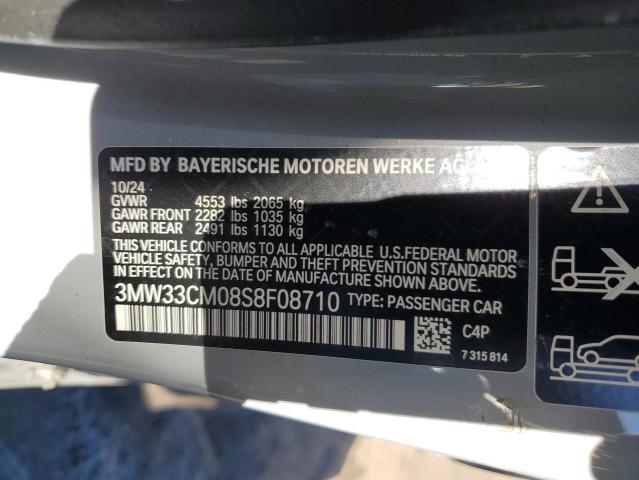 MFD BY BAYERISCHE MOTOREN WERKE AG
10/24
GVWR 4553 lbs 2065 kg
GAWR FRONT 2282 lbs 1035 kg
GAWR REAR 2491 lbs 1130 kg
THIS VEHICLE CONFORMS TO ALL APPLICABLE U.S.FEDERAL MOTOR
VEHICLE SAFETY, BUMPER, AND THEFT PREVENTION STANDARDS
IN EFFECT ON THE DATE OF MANUFACTURE SHOWN ABOVE.
3MW33CM08S8F08710 TYPE: PASSENGER CAR
C4P
7 315 814